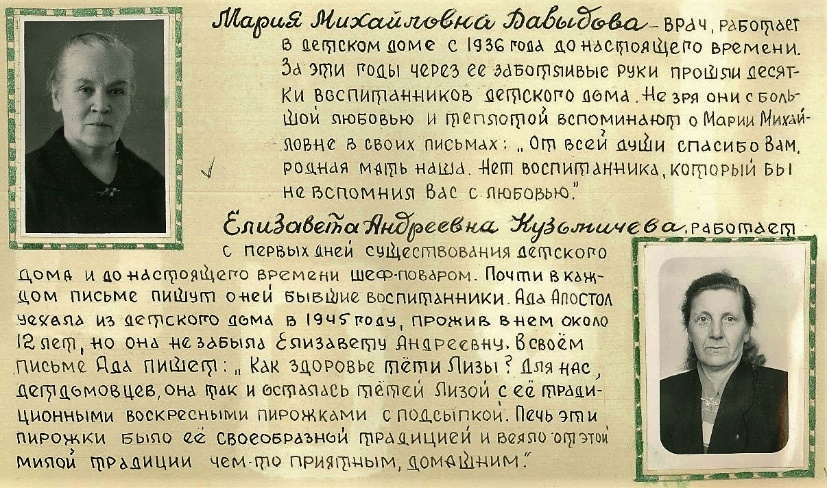 Мария Михайловна Давыдова – врач, работает
в детском доме с 1936 года до настоящего времени.
За эти годы через ее заботливые руки прошли десят-
ки воспитанников детского дома. Не зря они с боль-
шой любовью и теплотой вспоминают о Марии Михай-
ловне в своих письмах: „От всей души спасибо Вам,
родная мать наша. Нет воспитанника, который бы
не вспомнил Вас с любовью."
Елизавета Андреевна Кузьмичева, работает
с первых дней существования детского
дома и до настоящего времени шеф-поваром. Почти в каж-
дом письме пишут о ней бывшие воспитанники. Ада Апостол
уехала из детского дома в 1945 году, прожив в нем около
12 лет, но она не забыла Елизавету Андреевну. В своём
письме Ада пишет: „Как здоровье тёти Лизы? Для нас,
детдомовцев, она так и осталась тётей Лизой с её тради-
ционными воскресными пирожками с подсыпкой. Печь эти
пирожки было её своеобразной традицией и веяло от этой
милой традиции чем-то приятным, домашним."